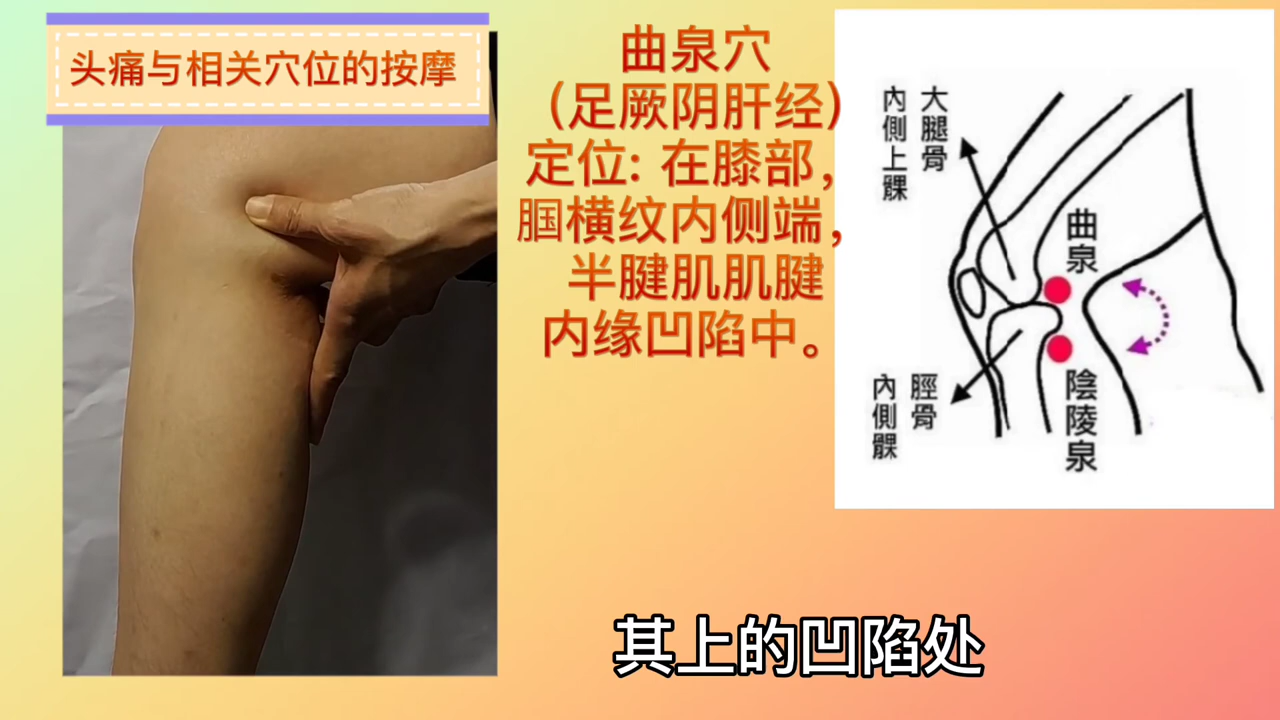 头痛与相关穴位的按摩
曲泉穴
（足厥阴肝经）
定位：在膝部，
腘横纹内侧端，
半腱肌肌腱
内缘凹陷中。
大腿骨
內側上髁
曲泉
陰陵泉
脛骨
內側髁
其上的凹陷处